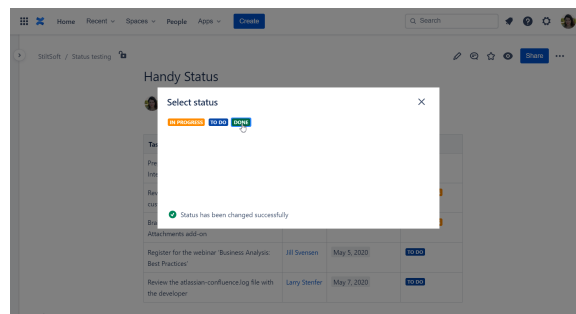 Home Recent Spaces People Apps Create Search
StiltSoft / Status testing
Share
Handy Status
Select status
IN PROGRESS TO DO DONE
Status has been changed successfully
Attachments add-on
Register for the webinar 'Business Analysis: Jill Svensen May 5, 2020 TO DO
Best Practices'
Review the atlassian-confluence.log file with Larry Stenfer May 7, 2020 TO DO
the developer